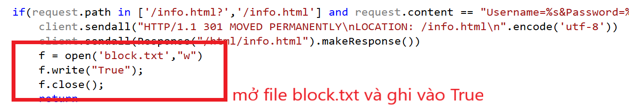 if(request.path in ['/info.html?','/info.html'] and request.content == "Username=%s&Password=%
client.sendall("HTTP/1.1 301 MOVED PERMANENTLY\nLOCATION: /info.html\n".encode('utf-8'))
client.sendall(Response("/html/info.html").makeResponse())
f = open('block.txt',"w")
f.write("True");
f.close();
return
mở file block.txt và ghi vào True